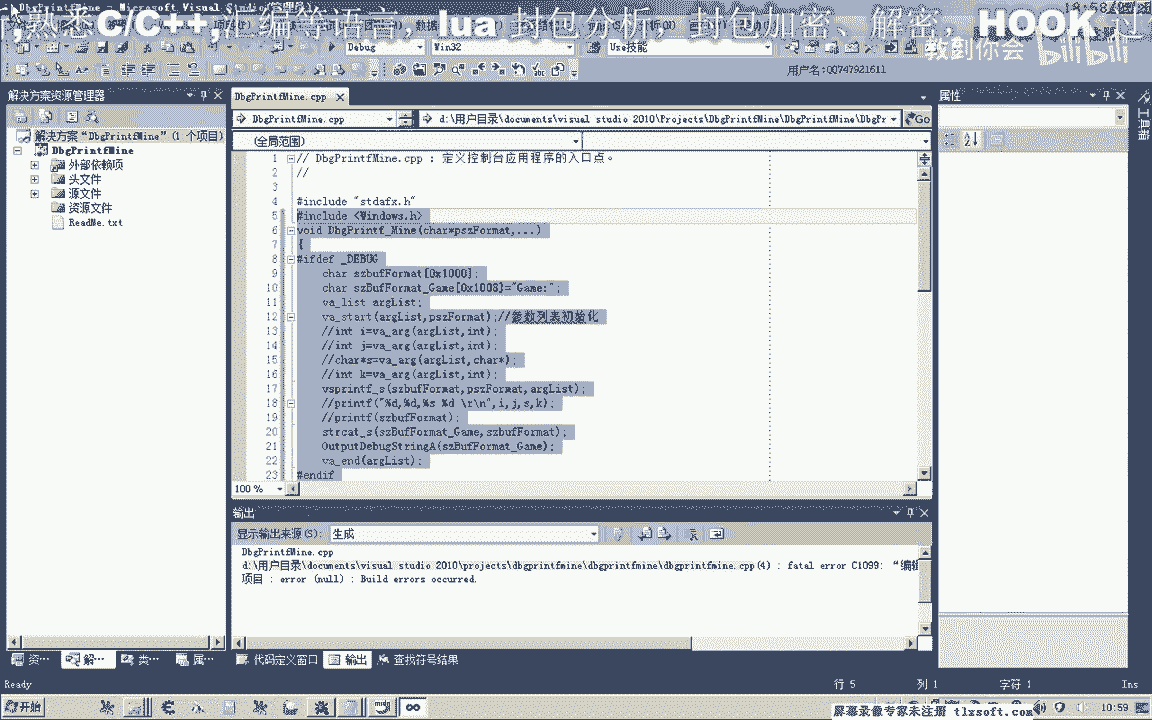 DbgPrintfMine - Microsoft Visual Studio(管理员)
,熟悉C/C++,汇编等语言，lua 封包分析，封包加密、解密，HOOK 过
教到你会 bilibili
Debug Win32 Use技能
用户名:QQ747921611
解决方案资源管理器
解决方案“DbgPrintfMine”(1 个项目)
DbgPrintfMine
外部依赖项
头文件
源文件
资源文件
ReadMe.txt
DbgPrintfMine.cpp
DbgPrintfMine.cpp d:\用户目录\documents\visual studio 2010\Projects\DbgPrintfMine\DbgPrintfMine\DbgPr Go
(全局范围)
1 // DbgPrintfMine.cpp : 定义控制台应用程序的入口点。
2 //
3
4 #include "stdafx.h"
5 #include <Windows.h>
6 void DbgPrintf_Mine(char*pszFormat,...)
7 {
8 #ifdef _DEBUG
9 char szbufFormat[0x1000];
10 char szBufFormat_Game[0x1008]="Game:";
11 va_list argList;
12 va_start(argList,pszFormat);//参数列表初始化
13 //int i=va_arg(argList,int);
14 //int j=va_arg(argList,int);
15 //char*s=va_arg(argList,char*);
16 //int k=va_arg(argList,int);
17 vsprintf_s(szbufFormat,pszFormat,argList);
18 //printf("%d,%d,%s %d \r\n",i,j,s,k);
19 //printf(szbufFormat);
20 strcat_s(szBufFormat_Game,szbufFormat);
21 OutputDebugStringA(szBufFormat_Game);
22 va_end(argList);
23 #endif
100 %
属性
工具箱
输出
显示输出来源(S): 生成
DbgPrintfMine.cpp
d:\用户目录\documents\visual studio 2010\projects\dbgprintfmine\dbgprintfmine\dbgprintfmine.cpp(4) : fatal error C1099: “编辑
项目 : error (null) : Build errors occurred.
资… 解… 类… 属… 代码定义窗口 输出 查找符号结果
Ready 行 5 列 1 字符 1 Ins
开始 屏幕录像专家未注册 tlxsoft.com 10:59